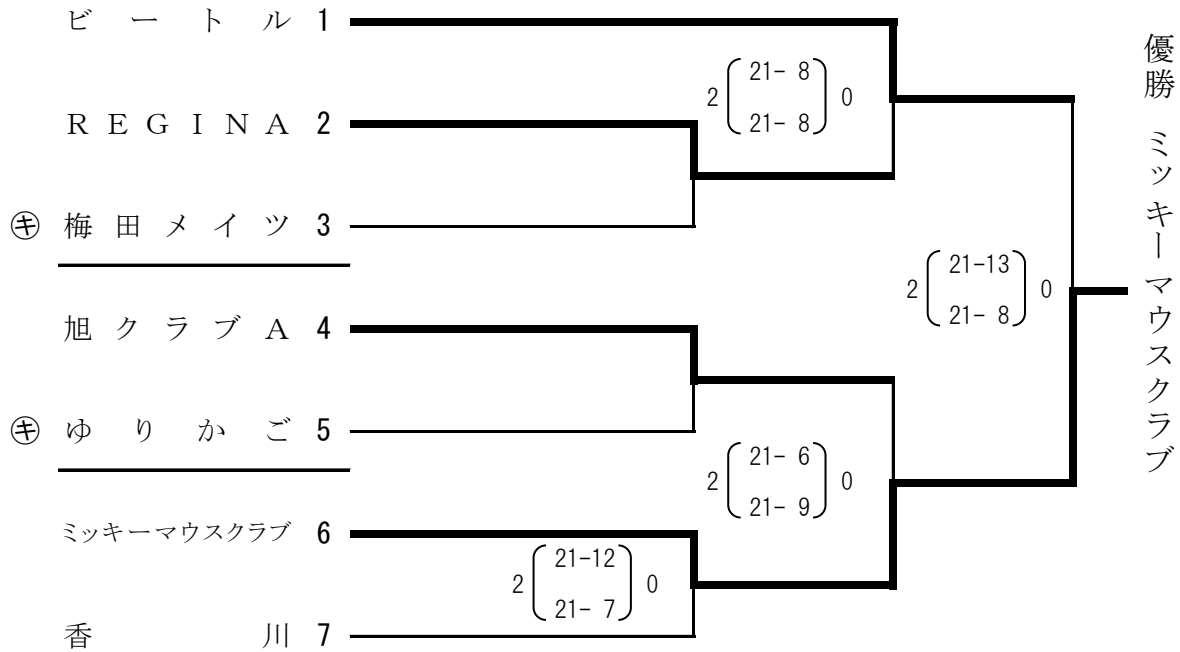 ビートル 1
2 21- 8 0
21- 8
REGINA 2
㋖ 梅田メイツ 3
2 21-13 0
21- 8
旭クラブA 4
㋖ ゆりかご 5
2 21- 6 0
21- 9
ミッキーマウスクラブ 6
2 21-12 0
21- 7
香川 7
優勝 ミッキーマウスクラブ